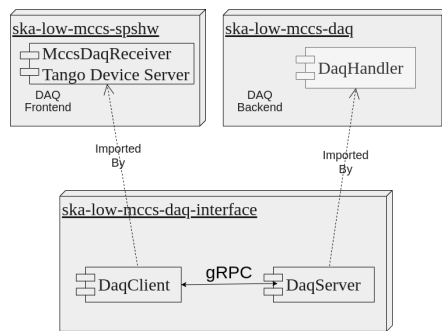 ska-low-mccs-spshw
MccsDaqReceiver
Tango Device Server
DAQ
Frontend
ska-low-mccs-daq
DaqHandler
DAQ
Backend
Imported
By
Imported
By
ska-low-mccs-daq-interface
DaqClient
gRPC
DaqServer